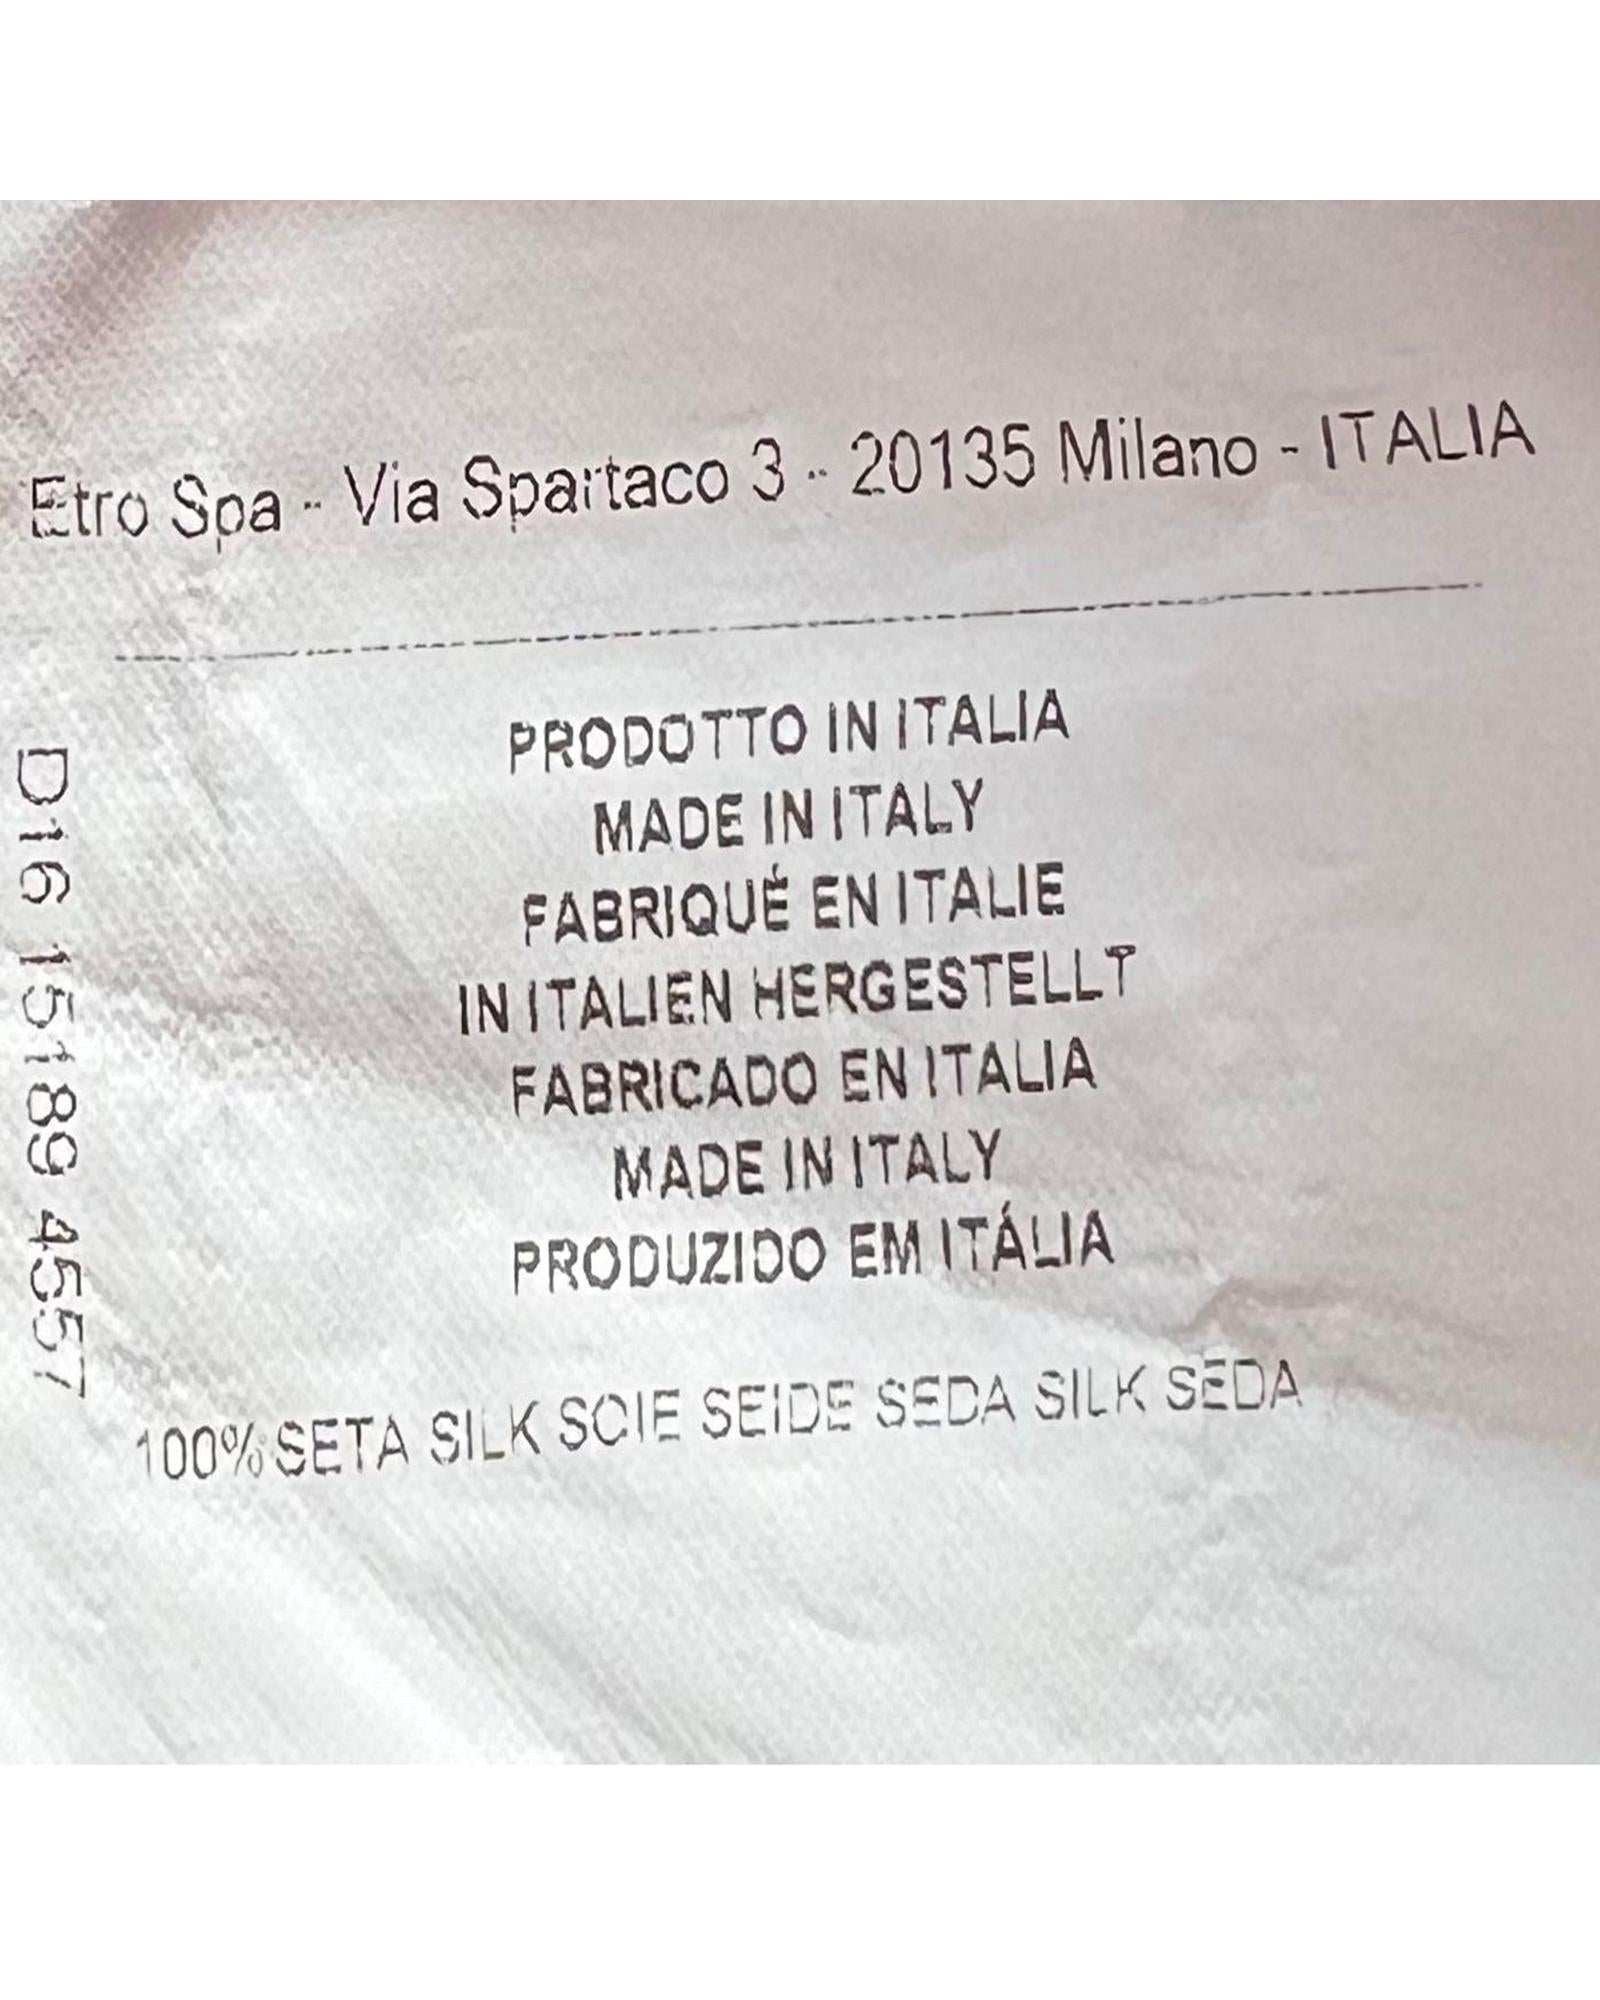 Etro Spa - Via Spartaco 3 - 20135 Milano - ITALIA
PRODOTTO IN ITALIA
MADE IN ITALY
FABRIQUÉ EN ITALIE
IN ITALIEN HERGESTELLT
FABRICADO EN ITALIA
MADE IN ITALY
PRODUZIDO EM ITÁLIA
100% SETA SILK SOIE SEIDE SEDA SILK SEDA
D16 15189 4557